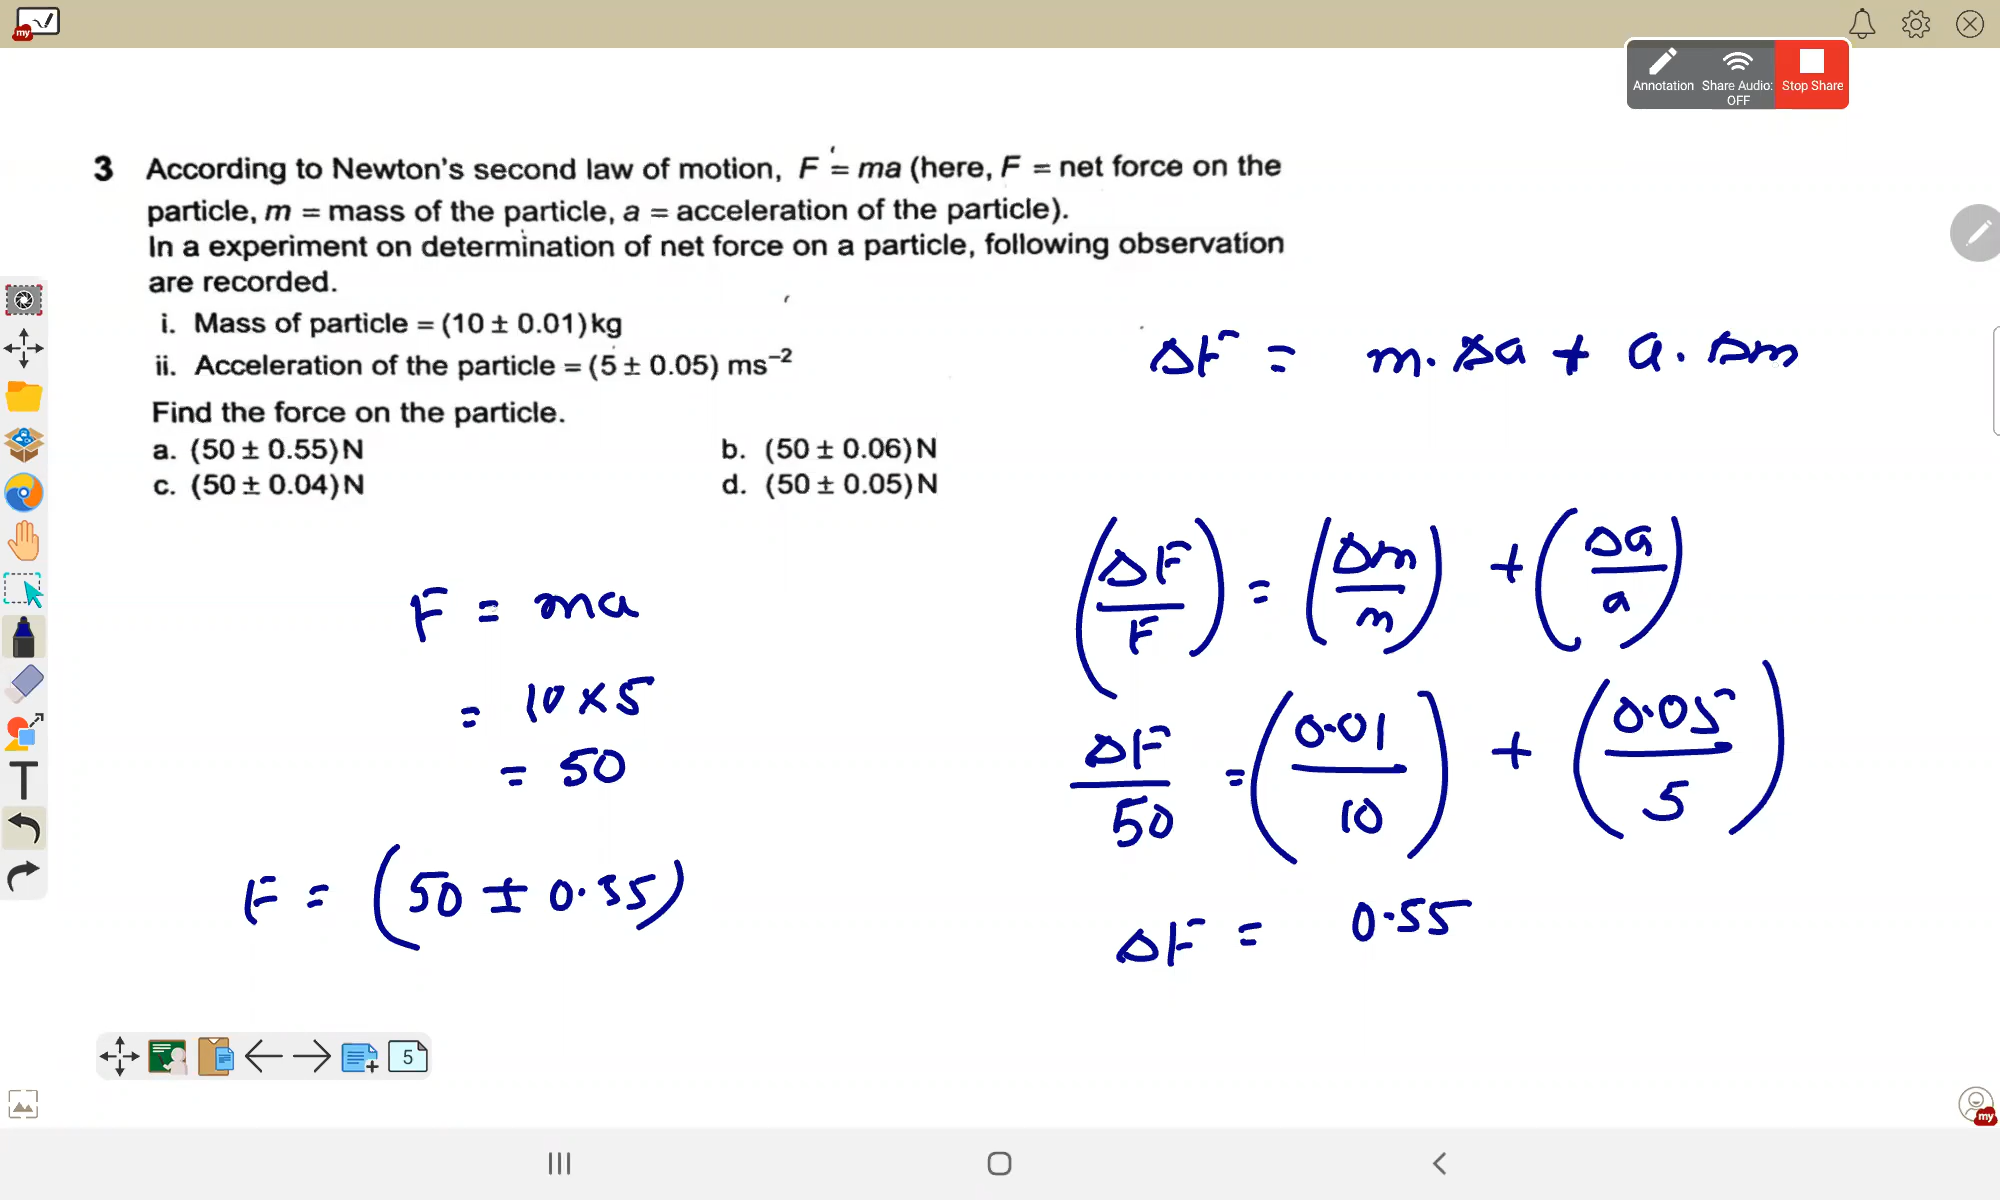 my
Annotation Share Audio: OFF Stop Share
3 According to Newton's second law of motion, F = ma (here, F = net force on the
particle, m = mass of the particle, a = acceleration of the particle).
In a experiment on determination of net force on a particle, following observation
are recorded.
i. Mass of particle = (10 ± 0.01) kg
ii. Acceleration of the particle = (5 ± 0.05) ms⁻²
Find the force on the particle.
a. (50 ± 0.55) N b. (50 ± 0.06) N
c. (50 ± 0.04) N d. (50 ± 0.05) N
ΔF = m. Δa + a. Δm
(ΔF/F) = (Δm/m) + (Δa/a)
ΔF/50 = (0.01/10) + (0.05/5)
ΔF = 0.55
F = ma
= 10 × 5
= 50
F = (50 ± 0.55)
T
5
my